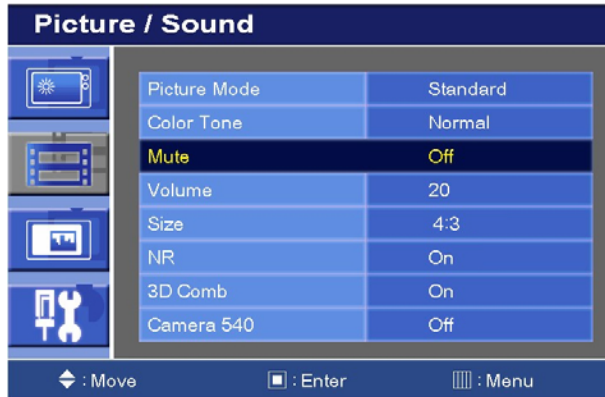 Picture / Sound
Picture Mode Standard
Color Tone Normal
Mute Off
Volume 20
Size 4:3
NR On
3D Comb On
Camera 540 Off
: Move : Enter : Menu